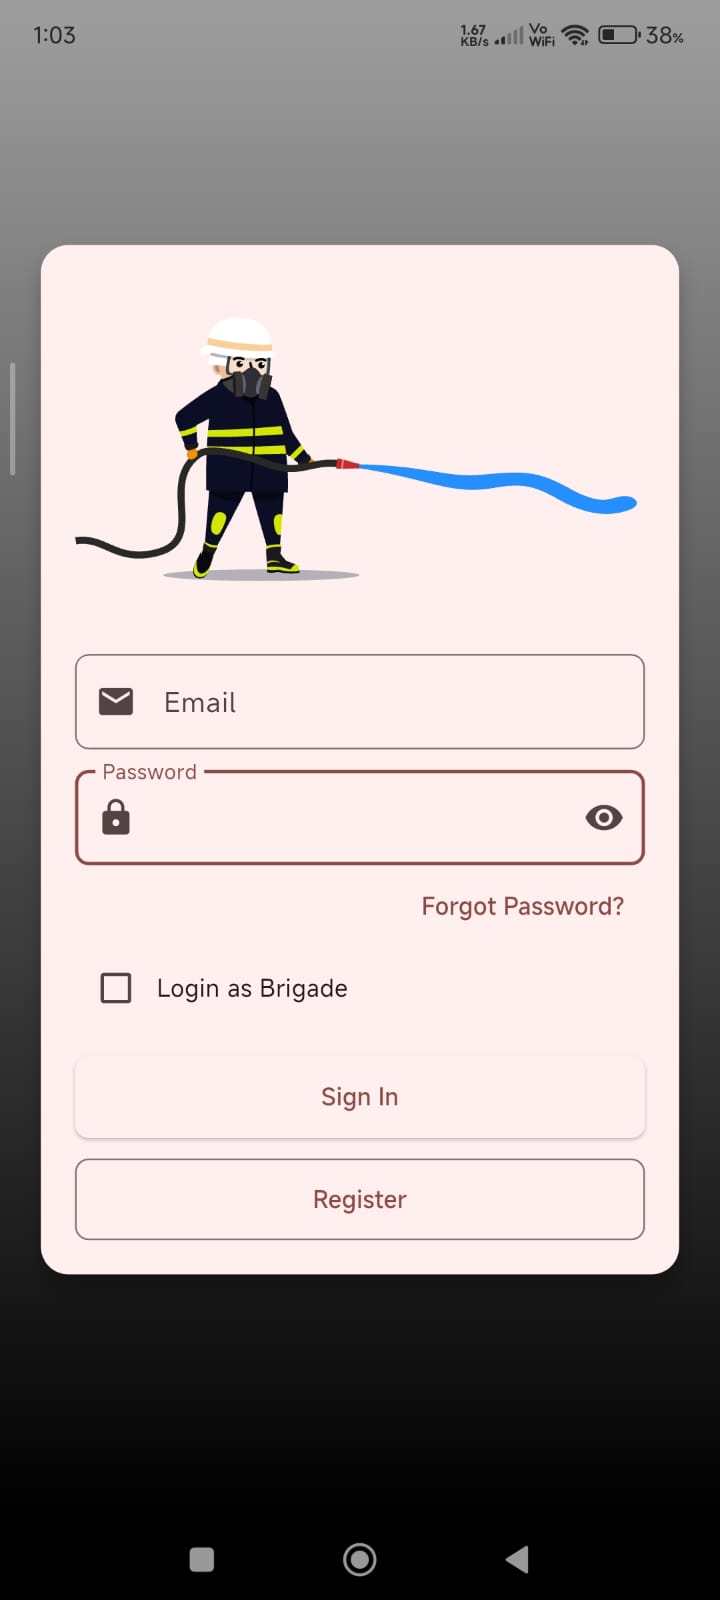 1:03
1.67
KB/s
Vo
WiFi
38%
Email
Password
Forgot Password?
Login as Brigade
Sign In
Register